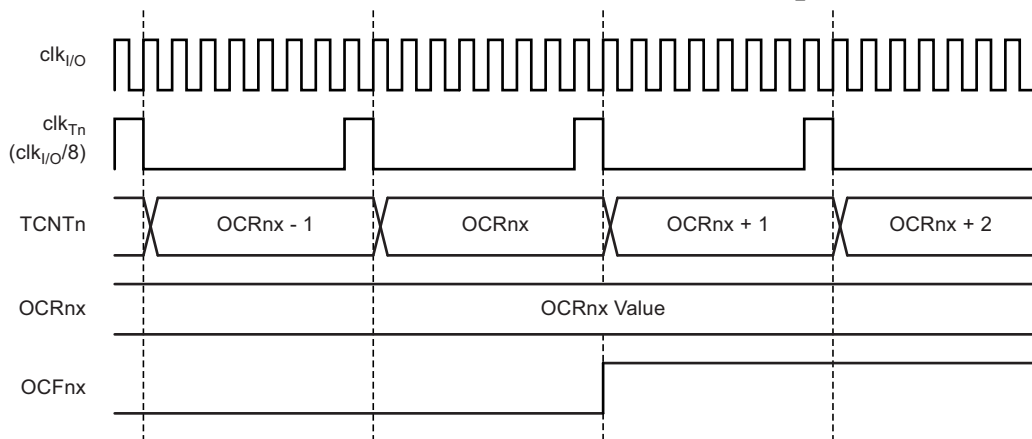 clkI/O
clkTn
(clkI/O/8)
TCNTn
OCRnx - 1
OCRnx
OCRnx + 1
OCRnx + 2
OCRnx
OCRnx Value
OCFnx